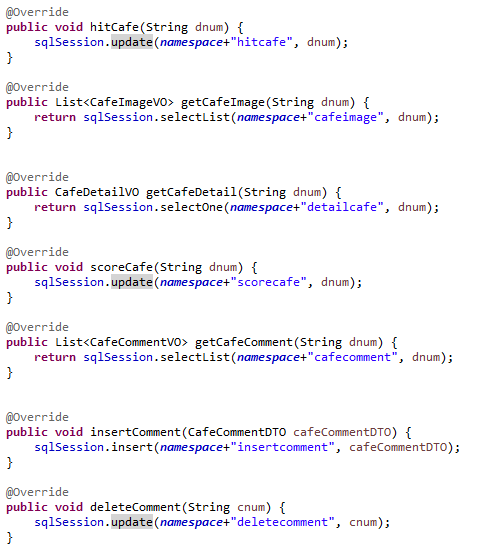 @Override
public void hitCafe(String dnum) {
    sqlSession.update(namespace+"hitcafe", dnum);
}

@Override
public List<CafeImageVO> getCafeImage(String dnum) {
    return sqlSession.selectList(namespace+"cafeimage", dnum);
}

@Override
public CafeDetailVO getCafeDetail(String dnum) {
    return sqlSession.selectOne(namespace+"detailcafe", dnum);
}

@Override
public void scoreCafe(String dnum) {
    sqlSession.update(namespace+"scorecafe", dnum);
}

@Override
public List<CafeCommentVO> getCafeComment(String dnum) {
    return sqlSession.selectList(namespace+"cafecomment", dnum);
}

@Override
public void insertComment(CafeCommentDTO cafeCommentDTO) {
    sqlSession.insert(namespace+"insertcomment", cafeCommentDTO);
}

@Override
public void deleteComment(String cnum) {
    sqlSession.update(namespace+"deletecomment", cnum);
}